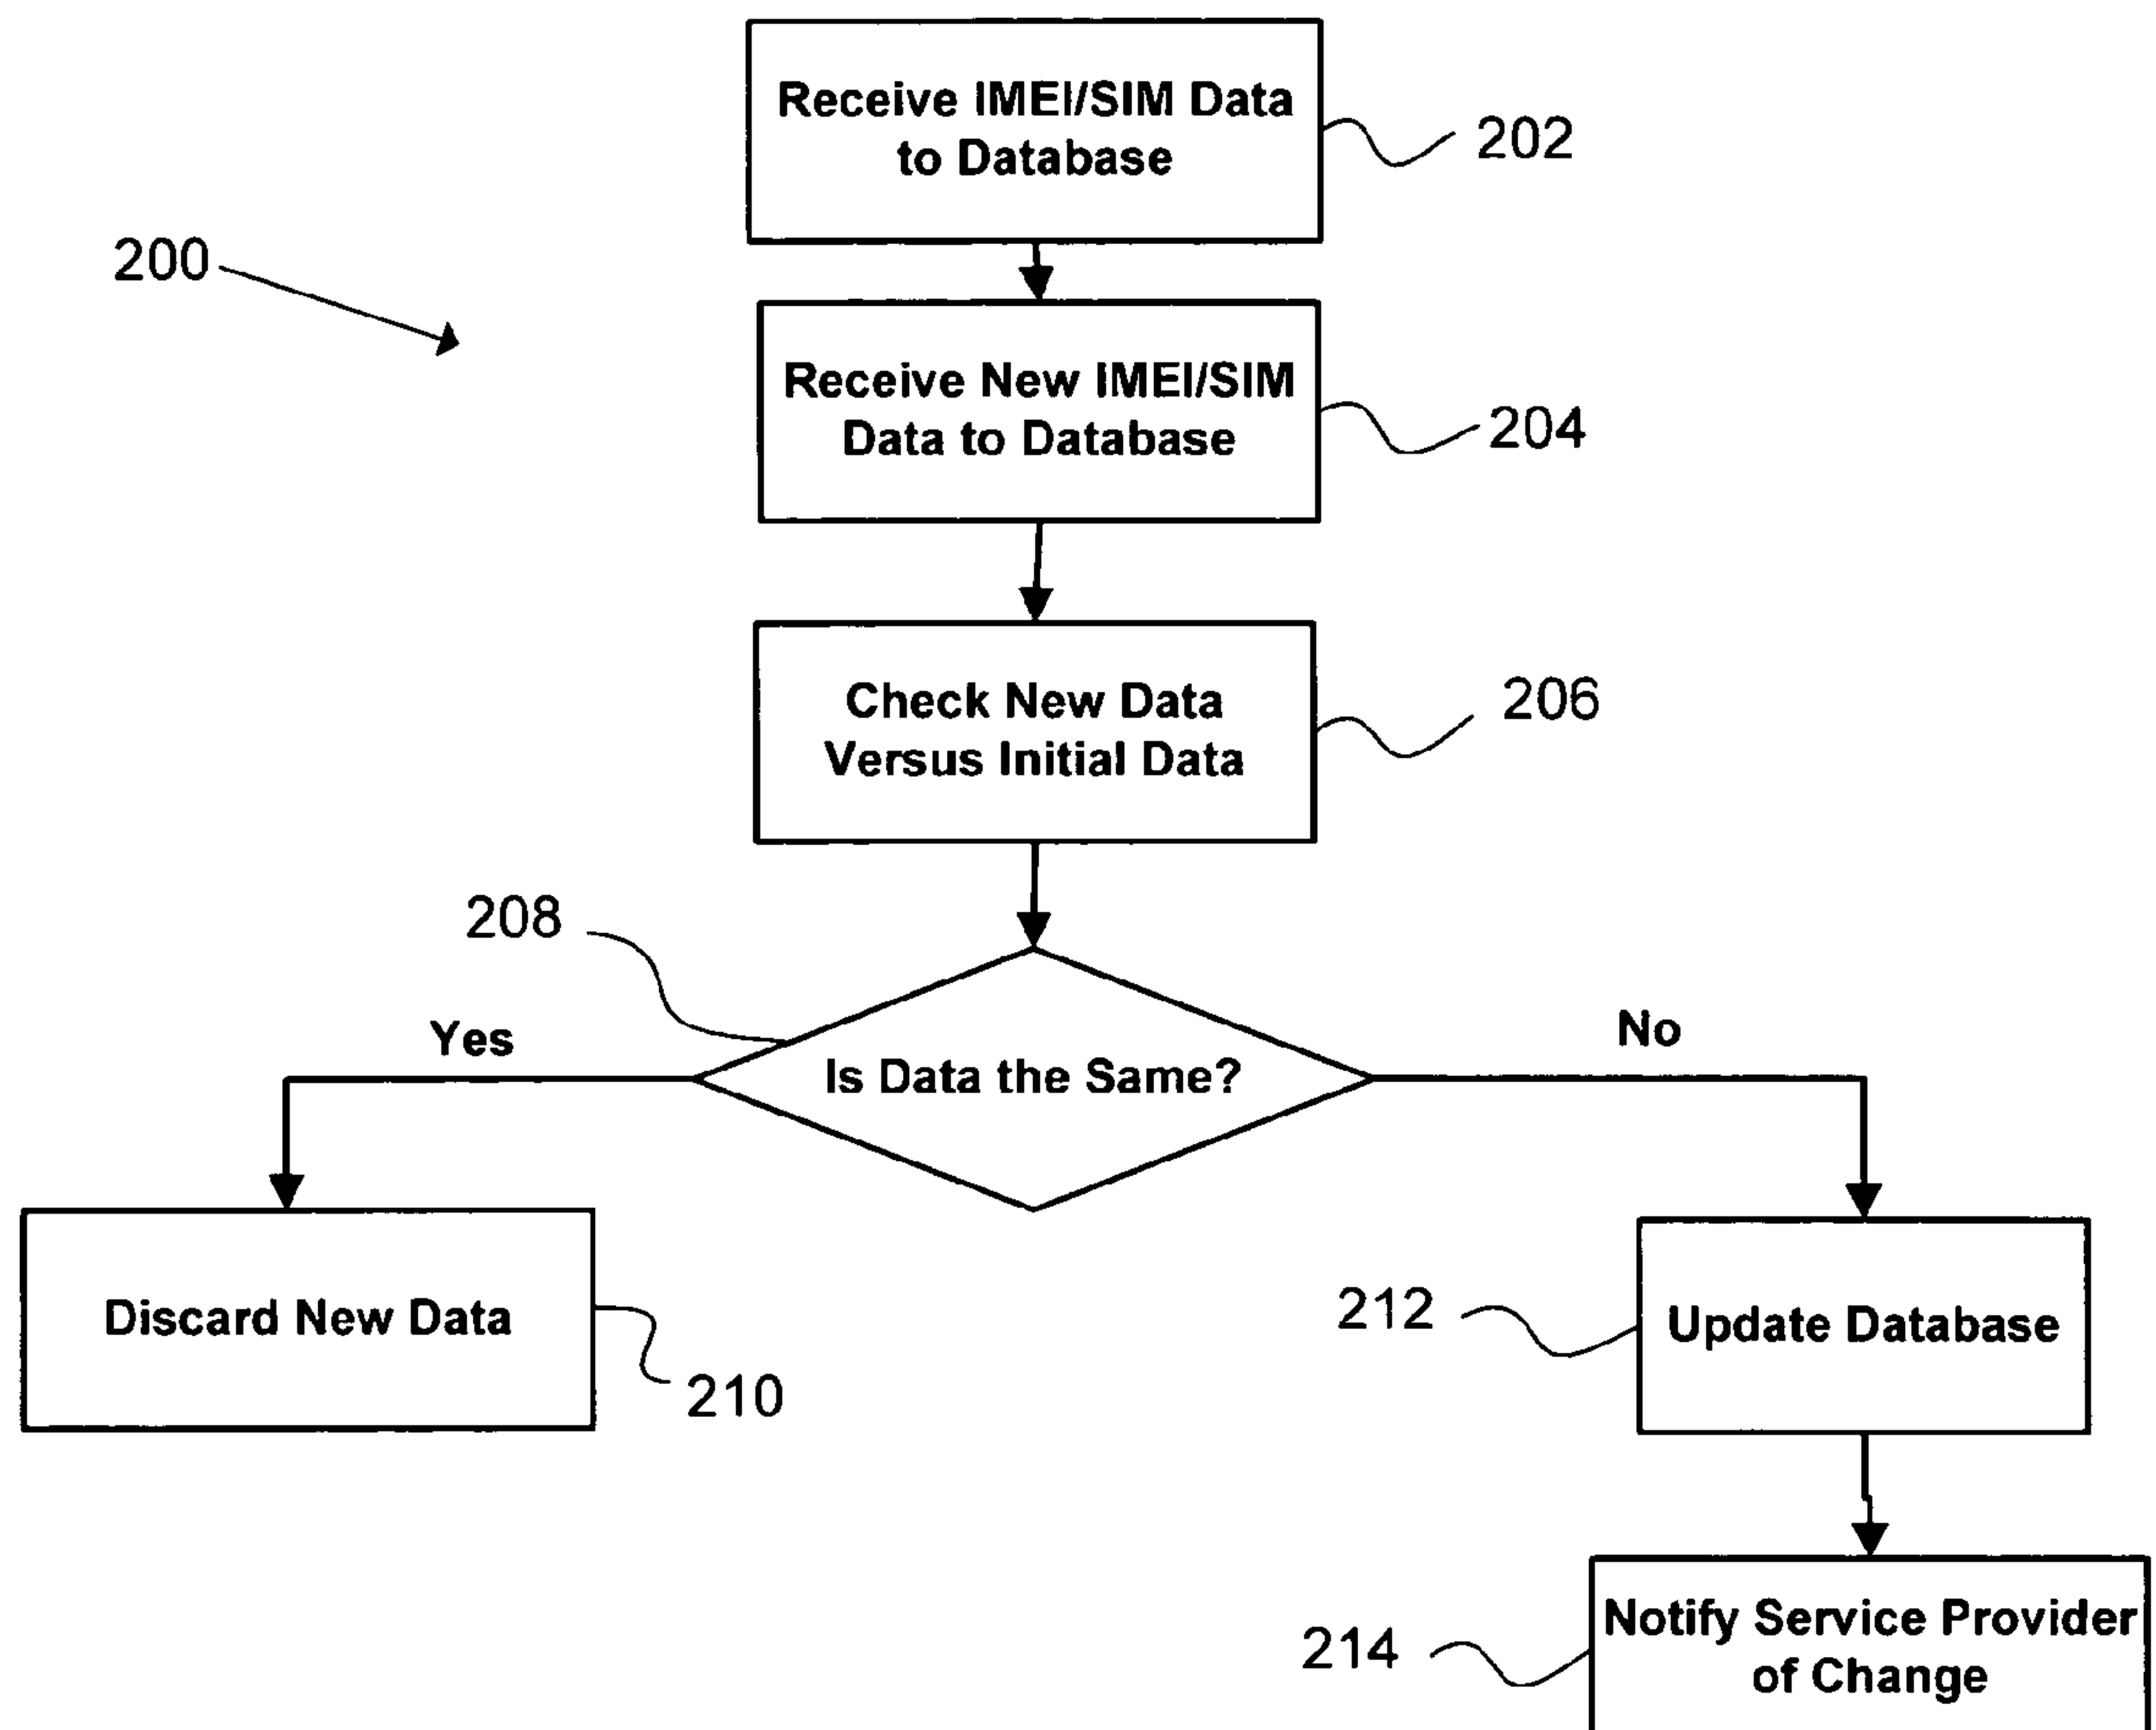 Receive IMEI/SIM Data
to Database
202
200
Receive New IMEI/SIM
Data to Database
204
Check New Data
Versus Initial Data
206
208
Yes
Is Data the Same?
No
Discard New Data
210
212
Update Database
214
Notify Service Provider
of Change